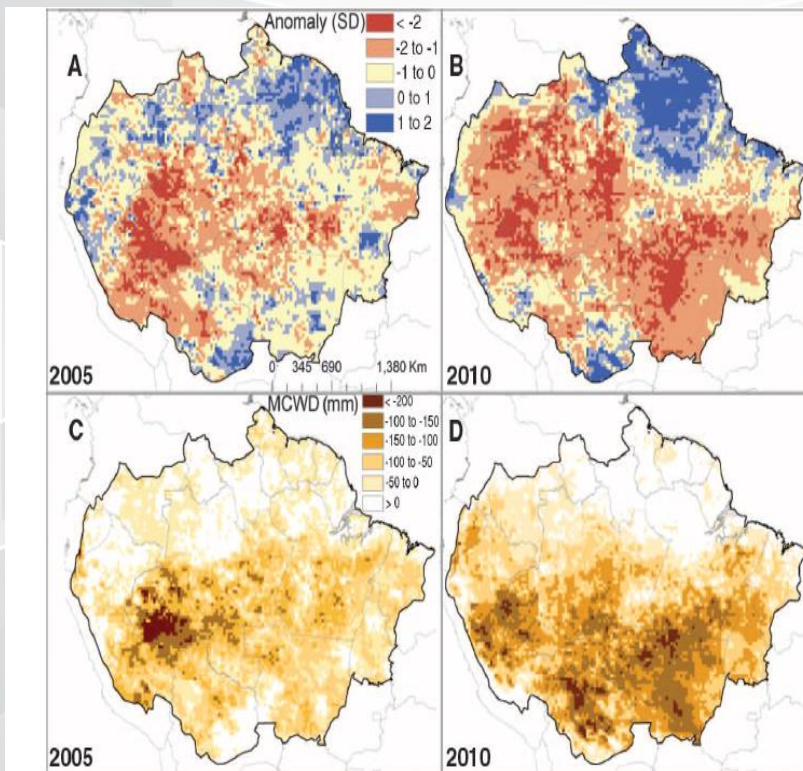 Anomaly (SD)
< -2
-2 to -1
-1 to 0
0 to 1
1 to 2
A
B
2005
0 345 690 1,380 Km
2010
MCWD (mm)
< -200
-100 to -150
-150 to -100
-100 to -50
-50 to 0
> 0
C
D
2005
2010